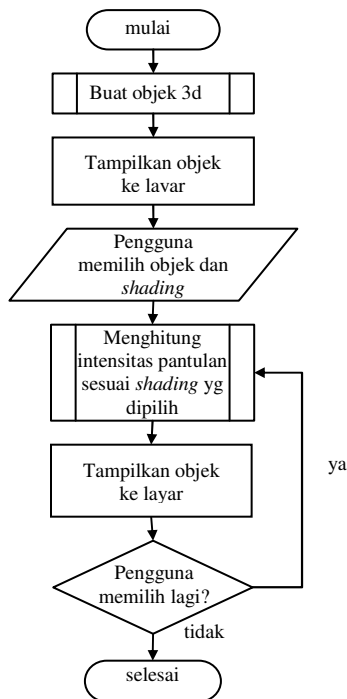 mulai
Buat objek 3d
Tampilkan objek
ke lavar
Pengguna
memilih objek dan
shading
Menghitung
intensitas pantulan
sesuai shading yg
dipilih
Tampilkan objek
ke layar
ya
Pengguna
memilih lagi?
tidak
selesai